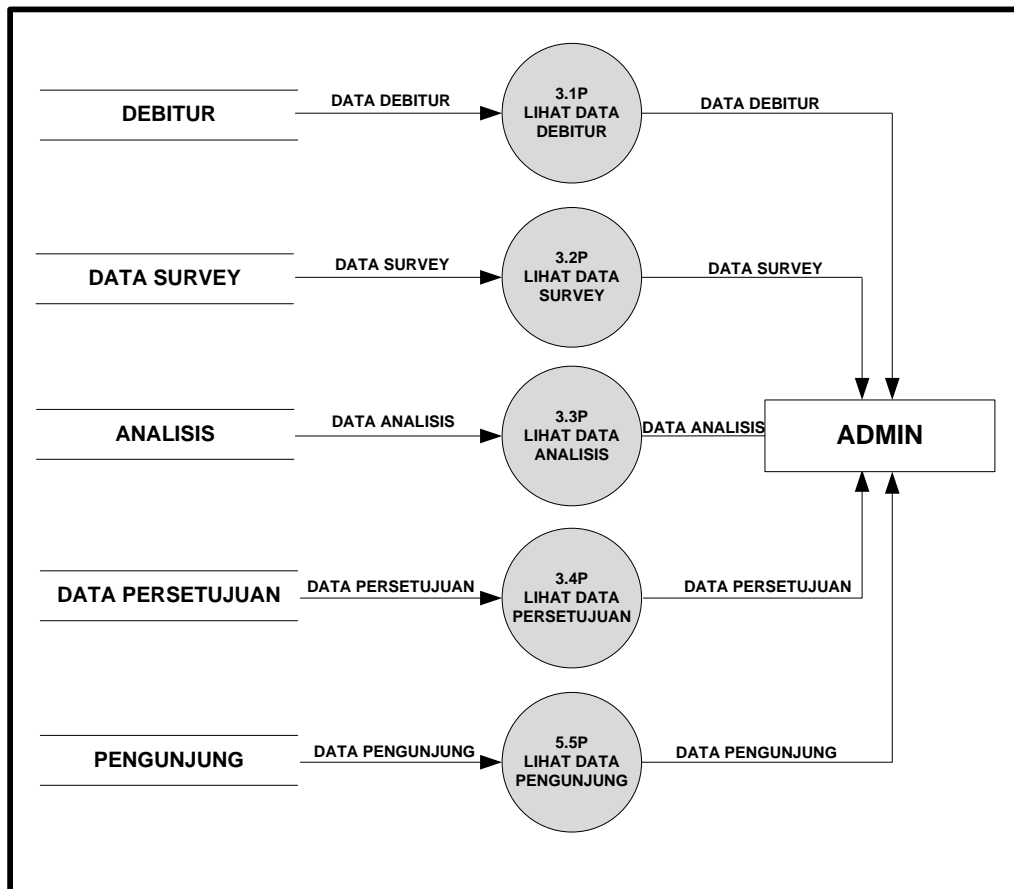 DEBITUR
DATA DEBITUR
3.1P
LIHAT DATA
DEBITUR
DATA DEBITUR
DATA SURVEY
DATA SURVEY
3.2P
LIHAT DATA
SURVEY
DATA SURVEY
ANALISIS
DATA ANALISIS
3.3P
LIHAT DATA
ANALISIS
DATA ANALISIS
ADMIN
DATA PERSETUJUAN
DATA PERSETUJUAN
3.4P
LIHAT DATA
PERSETUJUAN
DATA PERSETUJUAN
PENGUNJUNG
DATA PENGUNJUNG
5.5P
LIHAT DATA
PENGUNJUNG
DATA PENGUNJUNG